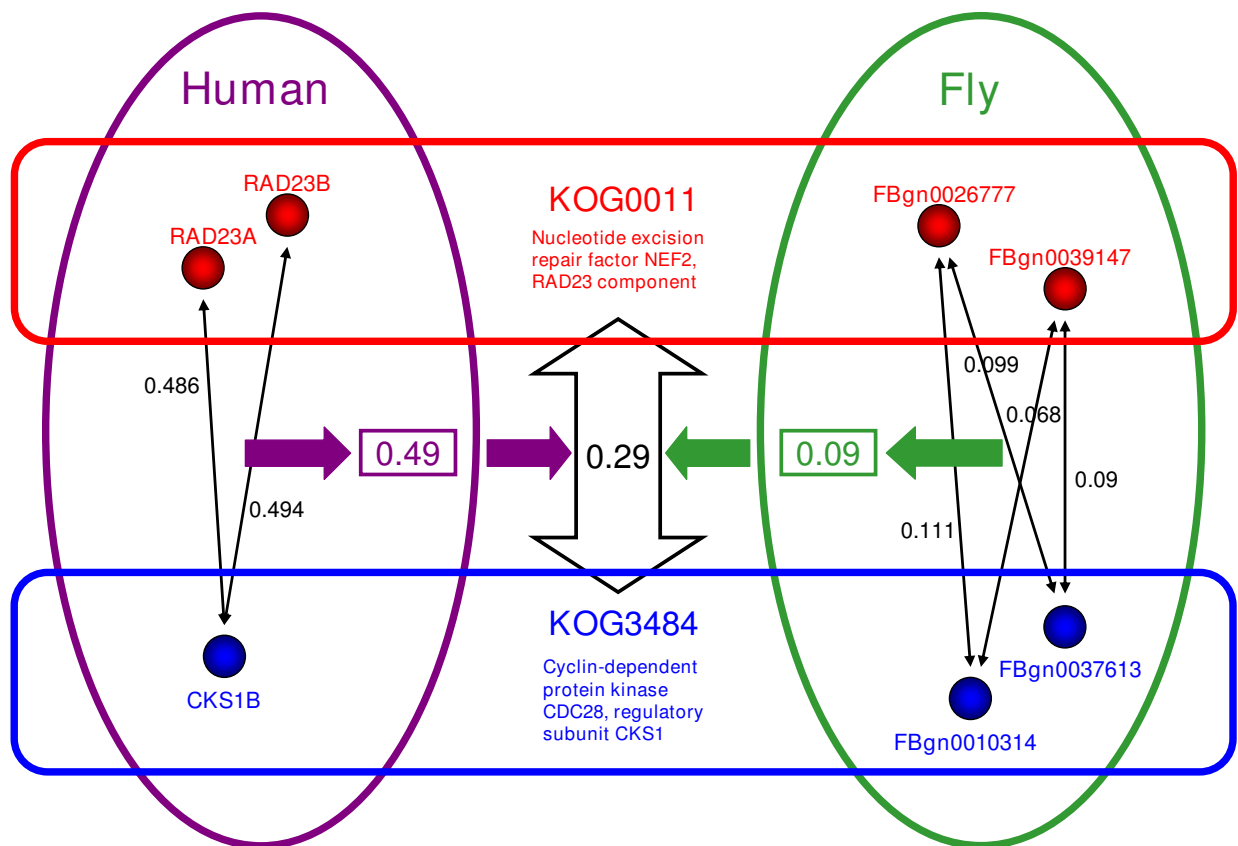 Human
Fly
RAD23B
RAD23A
KOG0011
Nucleotide excision
repair factor NEF2,
RAD23 component
FBgn0026777
FBgn0039147
0.486
0.494
0.49
0.29
0.09
0.099
0.068
0.09
0.111
KOG3484
Cyclin-dependent
protein kinase
CDC28, regulatory
subunit CKS1
CKS1B
FBgn0037613
FBgn0010314